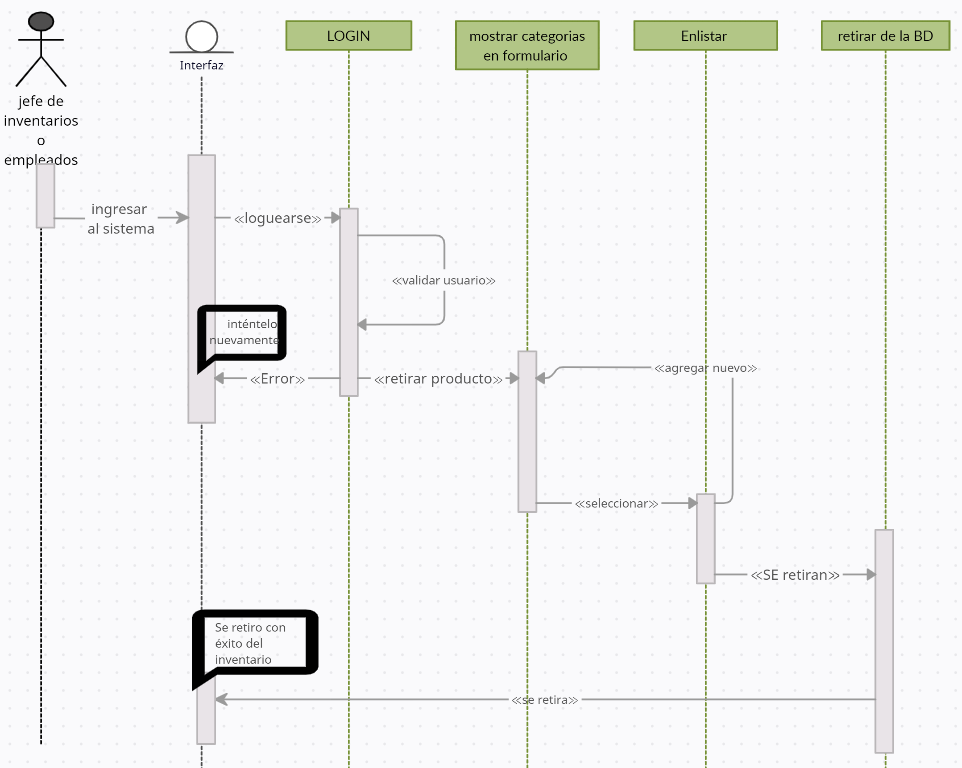 jefe de
inventarios
o
empleados
Interfaz
LOGIN
mostrar categorias
en formulario
Enlistar
retirar de la BD
ingresar
al sistema
«loguearse»
«validar usuario»
inténtelo
nuevamente
«Error»
«retirar producto»
«agregar nuevo»
«seleccionar»
«SE retiran»
Se retiro con
éxito del
inventario
«se retira»